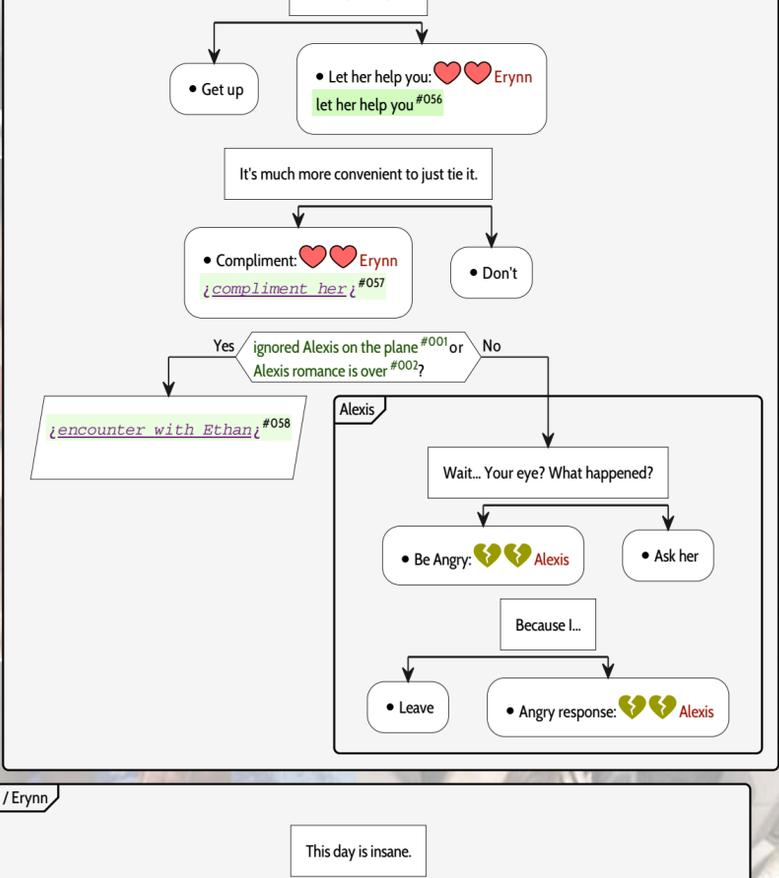 • Get up
• Let her help you: Erynn
let her help you #056
It's much more convenient to just tie it.
• Compliment: Erynn
¿compliment her¿ #057
• Don't
Yes
ignored Alexis on the plane #001 or
Alexis romance is over #002?
No
¿encounter with Ethan¿ #058
Alexis
Wait... Your eye? What happened?
• Be Angry: Alexis
• Ask her
Because I...
• Leave
• Angry response: Alexis
/ Erynn
This day is insane.